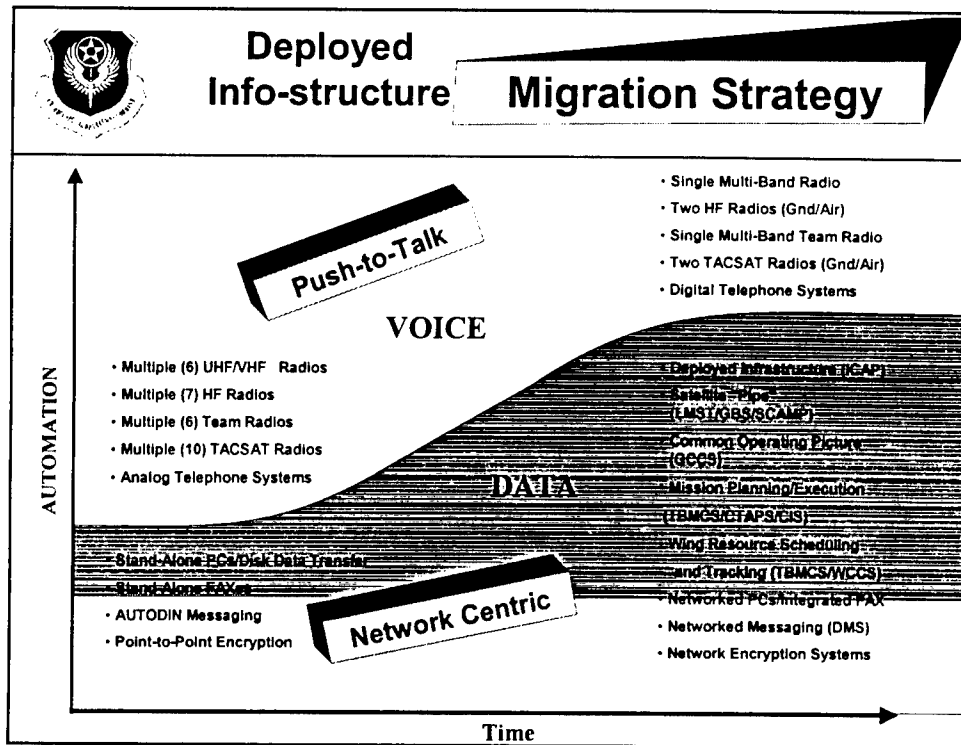 Deployed
Info-structure
Migration Strategy
Push-to-Talk
VOICE
• Single Multi-Band Radio
• Two HF Radios (Gnd/Air)
• Single Multi-Band Team Radio
• Two TACSAT Radios (Gnd/Air)
• Digital Telephone Systems
• Multiple (6) UHF/VHF Radios
• Multiple (7) HF Radios
• Multiple (6) Team Radios
• Multiple (10) TACSAT Radios
• Analog Telephone Systems
AUTOMATION
DATA
• Deployed Infrastructure (ICAP)
• Satellite "Pipe"
(LMST/GBS/SCAMP)
• Common Operating Picture
(GCCS)
• Mission Planning/Execution
(TBMCS/CTAPS/CIS)
• Wing Resource Scheduling
and Tracking (TBMCS/WCCS)
• Networked PCs/Integrated FAX
• Networked Messaging (DMS)
• Network Encryption Systems
• Stand-Alone PCs/Disk Data Transfer
• Stand-Alone FAXes
• AUTODIN Messaging
• Point-to-Point Encryption
Network Centric
Time